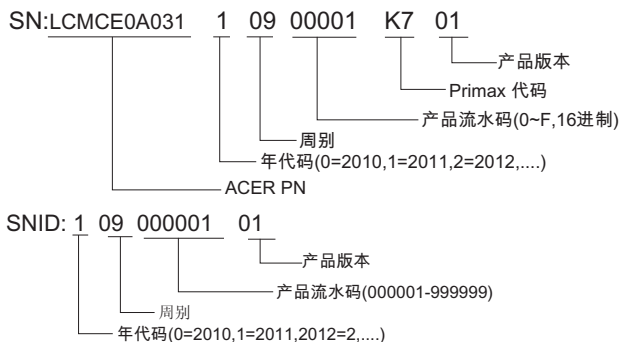 SN:LCMCE0A031 1 09 00001 K7 01
产品版本
Primax 代码
产品流水码(0~F,16进制)
周别
年代码(0=2010,1=2011,2=2012,....)
ACER PN
SNID: 1 09 000001 01
产品版本
产品流水码(000001-999999)
周别
年代码(0=2010,1=2011,2012=2,....)